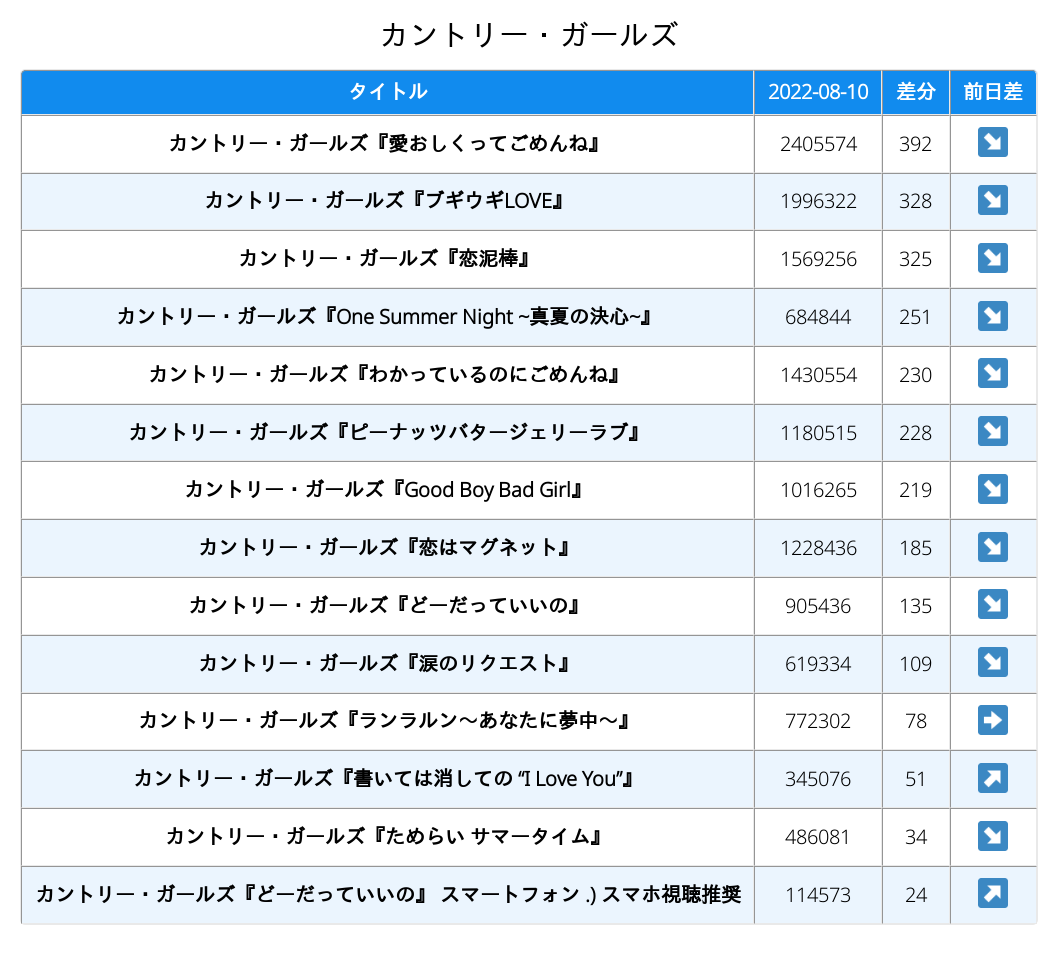 カントリー・ガールズ
タイトル 2022-08-10 差分 前日差
カントリー・ガールズ『愛おしくってごめんね』 2405574 392
カントリー・ガールズ『ブギウギLOVE』 1996322 328
カントリー・ガールズ『恋泥棒』 1569256 325
カントリー・ガールズ『One Summer Night ~真夏の決心~』 684844 251
カントリー・ガールズ『わかっているのにごめんね』 1430554 230
カントリー・ガールズ『ピーナッツバタージェリーラブ』 1180515 228
カントリー・ガールズ『Good Boy Bad Girl』 1016265 219
カントリー・ガールズ『恋はマグネット』 1228436 185
カントリー・ガールズ『どーだっていいの』 905436 135
カントリー・ガールズ『涙のリクエスト』 619334 109
カントリー・ガールズ『ランラルン～あなたに夢中～』 772302 78
カントリー・ガールズ『書いては消しての “I Love You”』 345076 51
カントリー・ガールズ『ためらい サマータイム』 486081 34
カントリー・ガールズ『どーだっていいの』 スマートフォン .) スマホ視聴推奨 114573 24